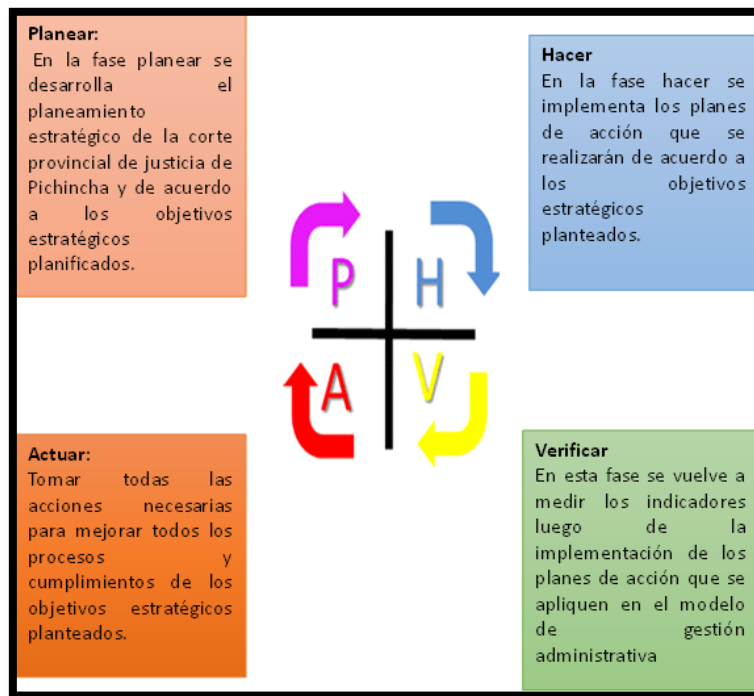 Planear:
En la fase planear se
desarrolla el
planeamiento
estratégico de la corte
provincial de justicia de
Pichincha y de acuerdo
a los objetivos
estratégicos
planificados.
Hacer
En la fase hacer se
implementa los planes
de acción que se
realizarán de acuerdo a
los objetivos
estratégicos
planteados.
P
H
A
V
Actuar:
Tomar todas las
acciones necesarias
para mejorar todos los
procesos y
cumplimientos de los
objetivos estratégicos
planteados.
Verificar
En esta fase se vuelve a
medir los indicadores
luego de la
implementación de los
planes de acción que se
apliquen en el modelo
de gestión
administrativa